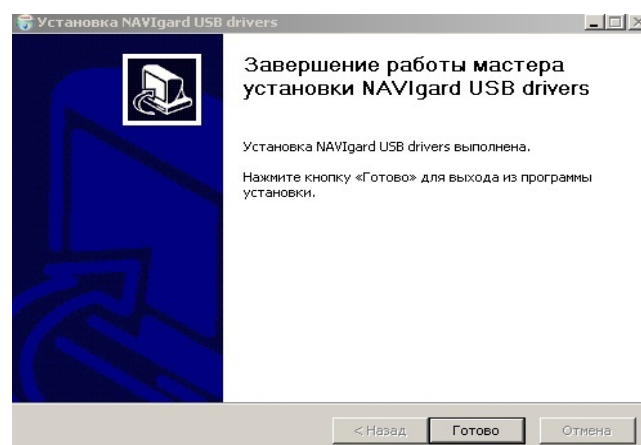 Установка NAVIgard USB drivers
Завершение работы мастера
установки NAVIgard USB drivers
Установка NAVIgard USB drivers выполнена.
Нажмите кнопку «Готово» для выхода из программы
установки.
< Назад
Готово
Отмена